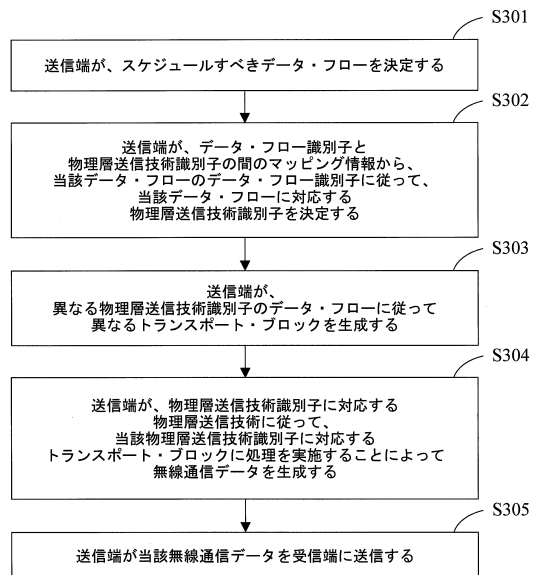 S301
送信端が、スケジュールすべきデータ・フローを決定する
S302
送信端が、データ・フロー識別子と
物理層送信技術識別子の間のマッピング情報から、
当該データ・フローのデータ・フロー識別子に従って、
当該データ・フローに対応する
物理層送信技術識別子を決定する
S303
送信端が、
異なる物理層送信技術識別子のデータ・フローに従って
異なるトランスポート・ブロックを生成する
S304
送信端が、物理層送信技術識別子に対応する
物理層送信技術に従って、
当該物理層送信技術識別子に対応する
トランスポート・ブロックに処理を実施することによって
無線通信データを生成する
S305
送信端が当該無線通信データを受信端に送信する